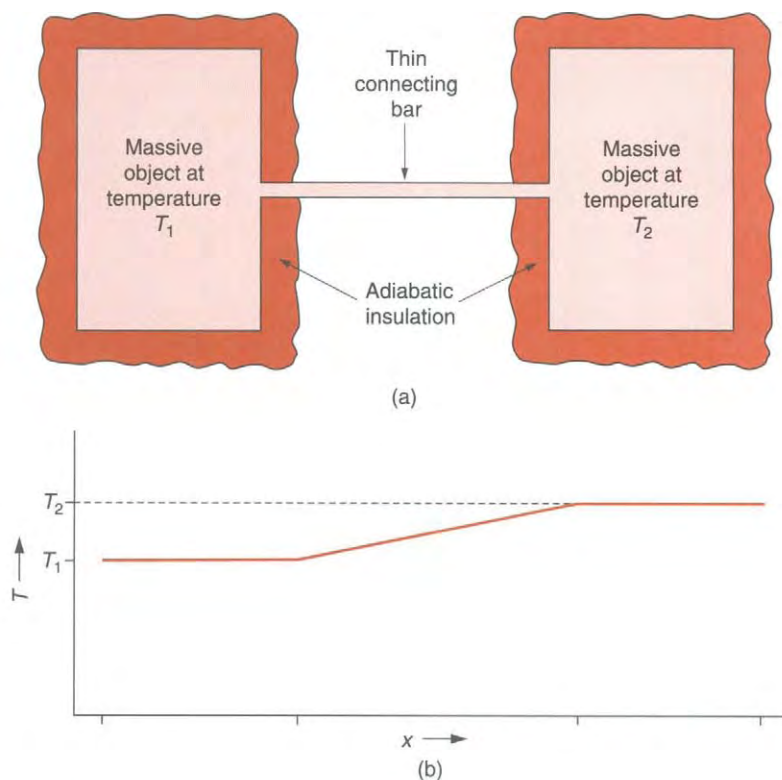 Thin
connecting
bar
Massive
object at
temperature
T₁
Massive
object at
temperature
T₂
Adiabatic
insulation
(a)
T₂
T₁
T
x
(b)